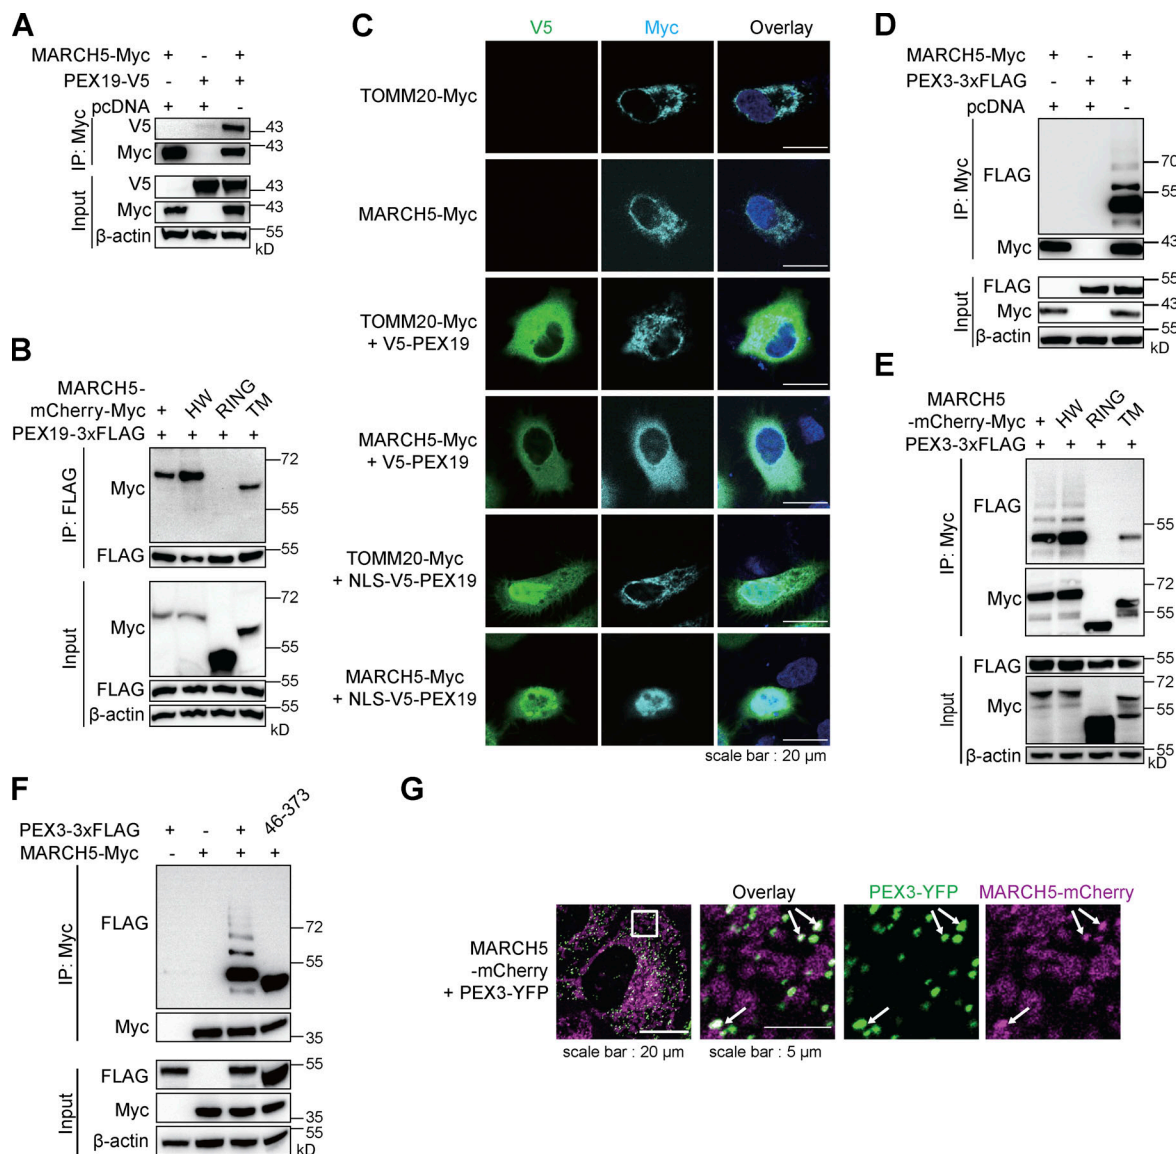 A
MARCH5-Myc + - +
PEX19-V5 - + +
pcDNA + + -
IP: Myc
V5
43
Myc
43
Input
V5
43
Myc
43
β-actin
55
kD
B
MARCH5-
mCherry-Myc + HW RING TM
PEX19-3xFLAG + + + +
IP: FLAG
72
Myc
55
FLAG
55
Input
72
Myc
55
FLAG
55
β-actin
55
kD
C
V5 Myc Overlay
TOMM20-Myc
MARCH5-Myc
TOMM20-Myc
+ V5-PEX19
MARCH5-Myc
+ V5-PEX19
TOMM20-Myc
+ NLS-V5-PEX19
MARCH5-Myc
+ NLS-V5-PEX19
scale bar : 20 μm
D
MARCH5-Myc + - +
PEX3-3xFLAG - + +
pcDNA + + -
IP: Myc
70
FLAG
55
Myc
43
Input
FLAG
55
Myc
43
β-actin
55
kD
E
MARCH5
-mCherry-Myc + HW RING TM
PEX3-3xFLAG + + + +
IP: Myc
FLAG
55
72
Myc
55
Input
FLAG
55
72
Myc
55
β-actin
55
kD
F
PEX3-3xFLAG + - + 46-373
MARCH5-Myc - + + +
IP: Myc
FLAG
72
55
Myc
35
Input
FLAG
55
Myc
35
β-actin
55
kD
G
Overlay PEX3-YFP MARCH5-mCherry
MARCH5
-mCherry
+ PEX3-YFP
scale bar : 20 μm scale bar : 5 μm